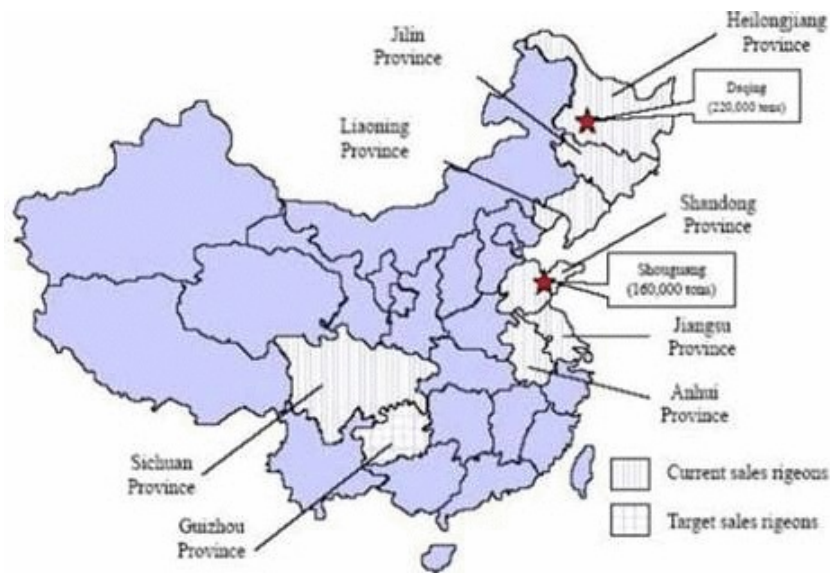 Heilongjiang
Province
Jilin
Province
Daqing
(220,000 tons)
Liaoning
Province
Shandong
Province
Shouguang
(160,000 tons)
Jiangsu
Province
Anhui
Province
Sichuan
Province
Guizhou
Province
Current sales rigeons
Target sales rigeons